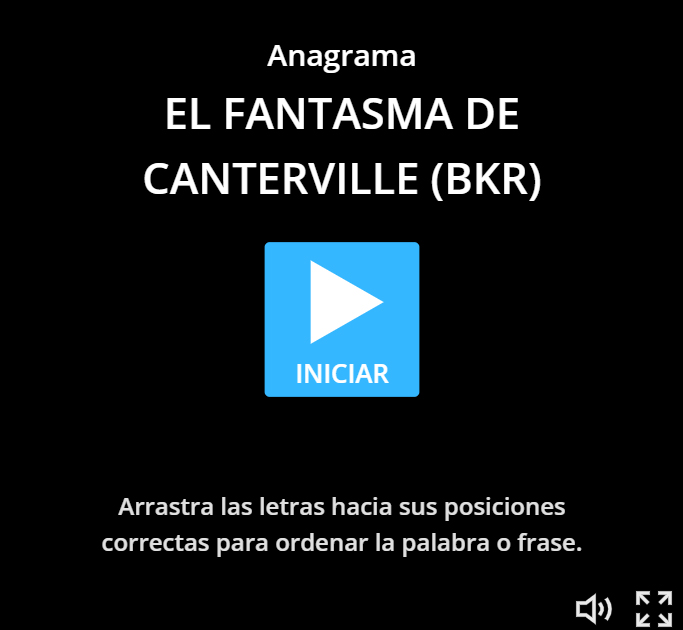 Anagrama
EL FANTASMA DE
CANTERVILLE (BKR)
INICIAR
Arrastra las letras hacia sus posiciones
correctas para ordenar la palabra o frase.